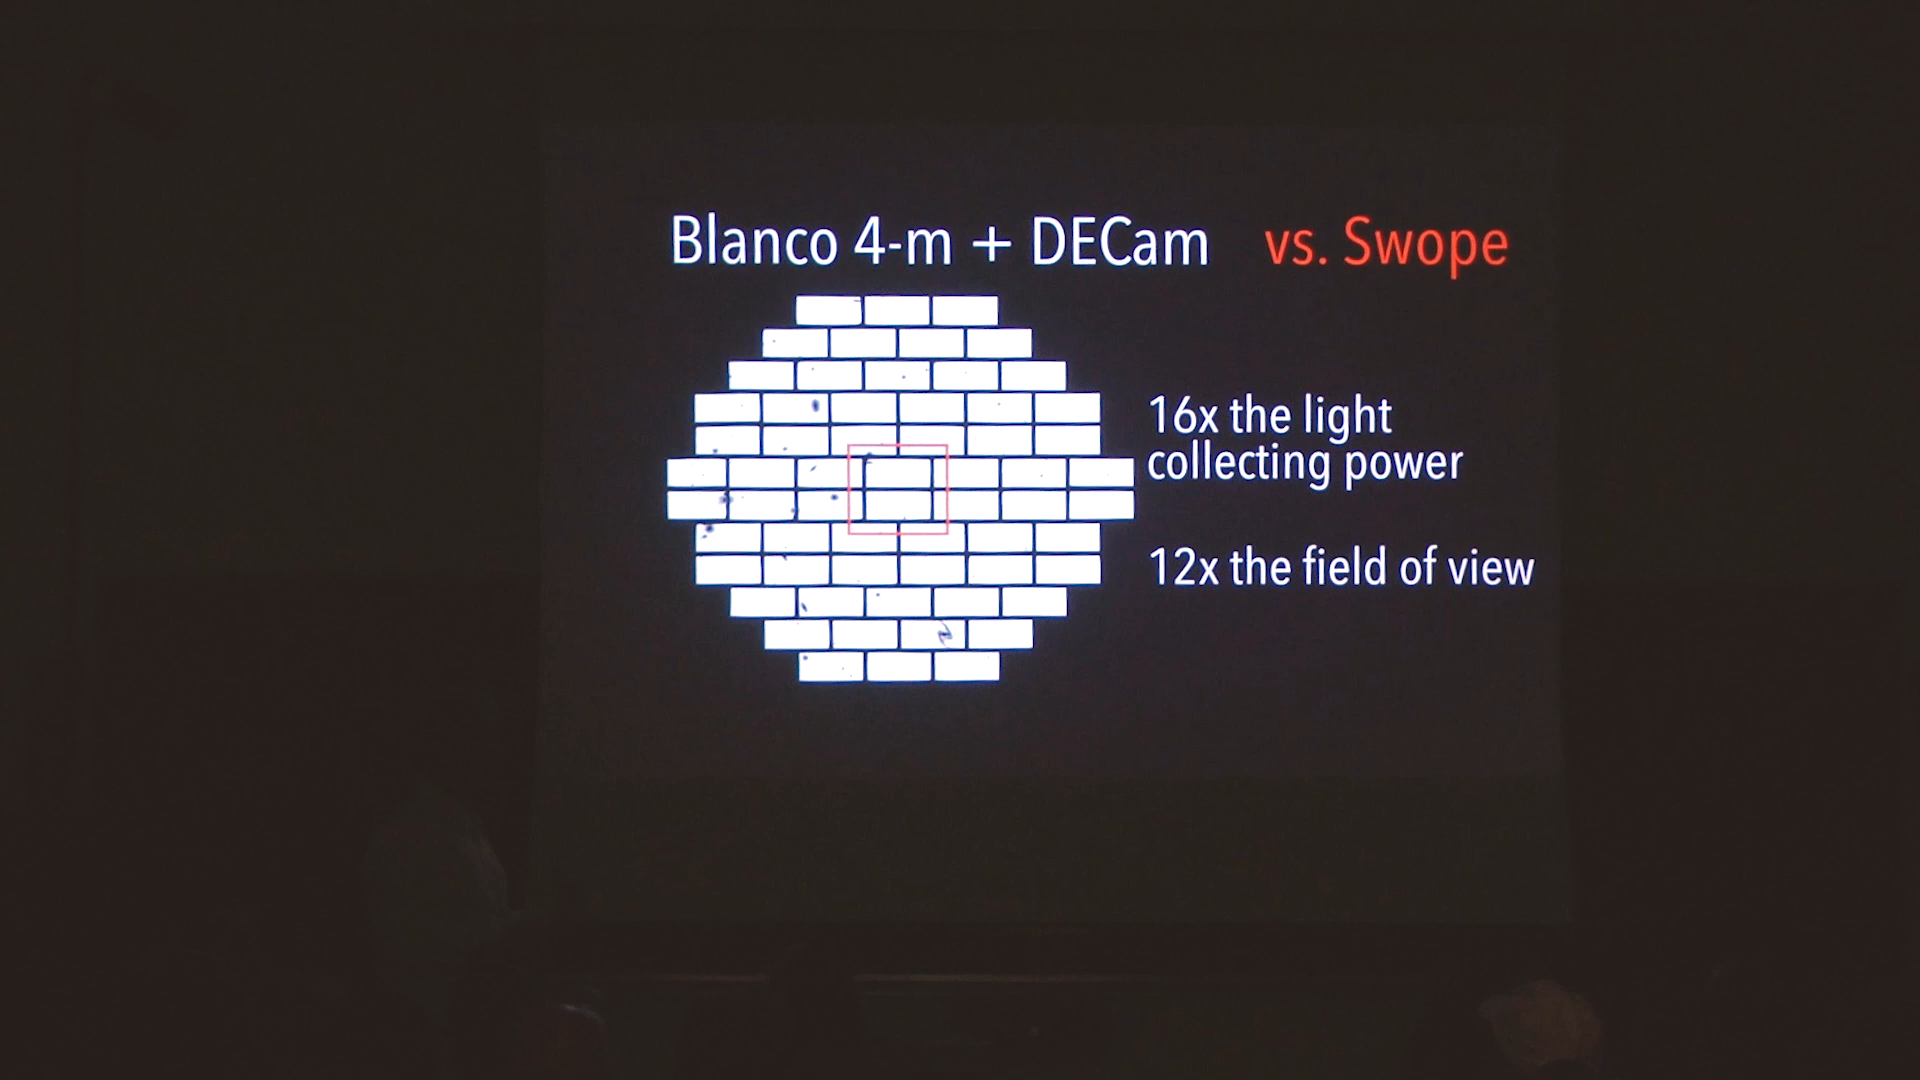 Blanco 4-m + DECam vs. Swope
16x the light
collecting power
12x the field of view